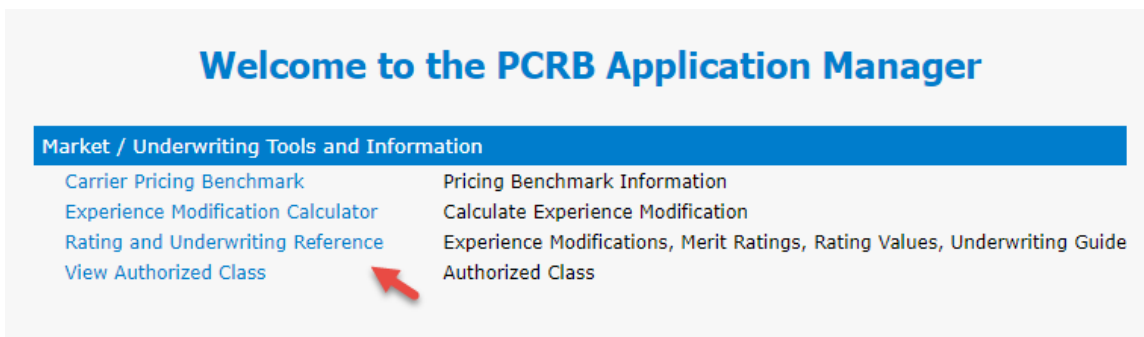 Welcome to the PCRB Application Manager
Market / Underwriting Tools and Information
Carrier Pricing Benchmark Pricing Benchmark Information
Experience Modification Calculator Calculate Experience Modification
Rating and Underwriting Reference Experience Modifications, Merit Ratings, Rating Values, Underwriting Guide
View Authorized Class Authorized Class